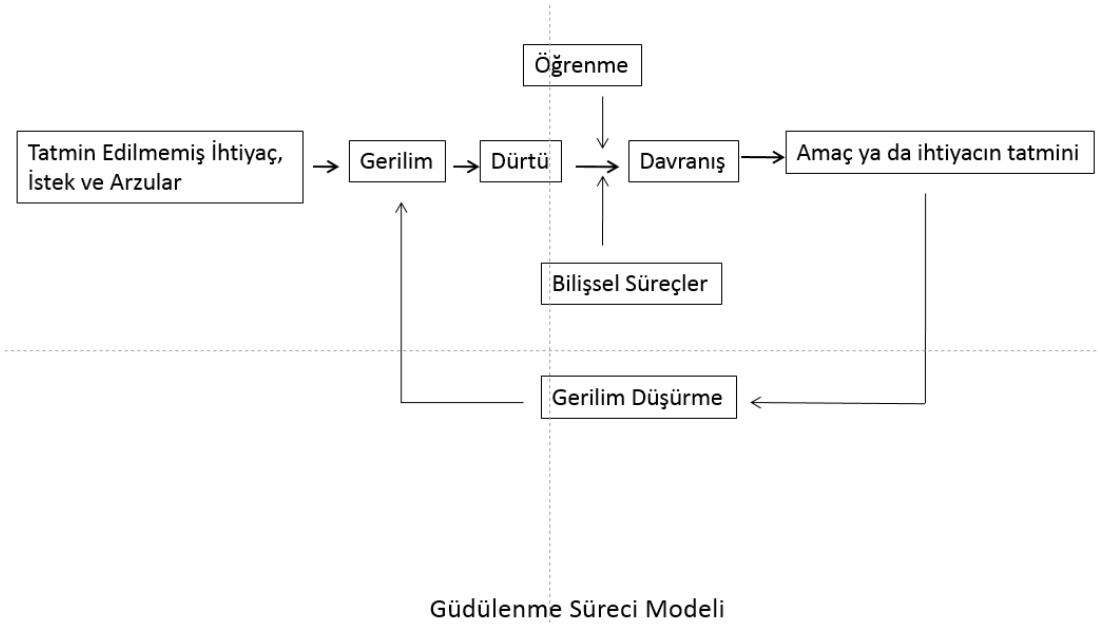 Öğrenme
Tatmin Edilmemiş İhtiyaç,
İstek ve Arzular
Gerilim
Dürtü
Davranış
Amaç ya da ihtiyacın tatmini
Bilişsel Süreçler
Gerilim Düşürme
Güdülenme Süreci Modeli